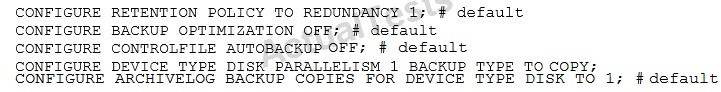 CONFIGURE RETENTION POLICY TO REDUNDANCY 1; # default
CONFIGURE BACKUP OPTIMIZATION OFF; # default
CONFIGURE CONTROLFILE AUTOBACKUP OFF; # default
CONFIGURE DEVICE TYPE DISK PARALLELISM 1 BACKUP TYPE TO COPY;
CONFIGURE ARCHIVELOG BACKUP COPIES FOR DEVICE TYPE DISK TO 1; # default